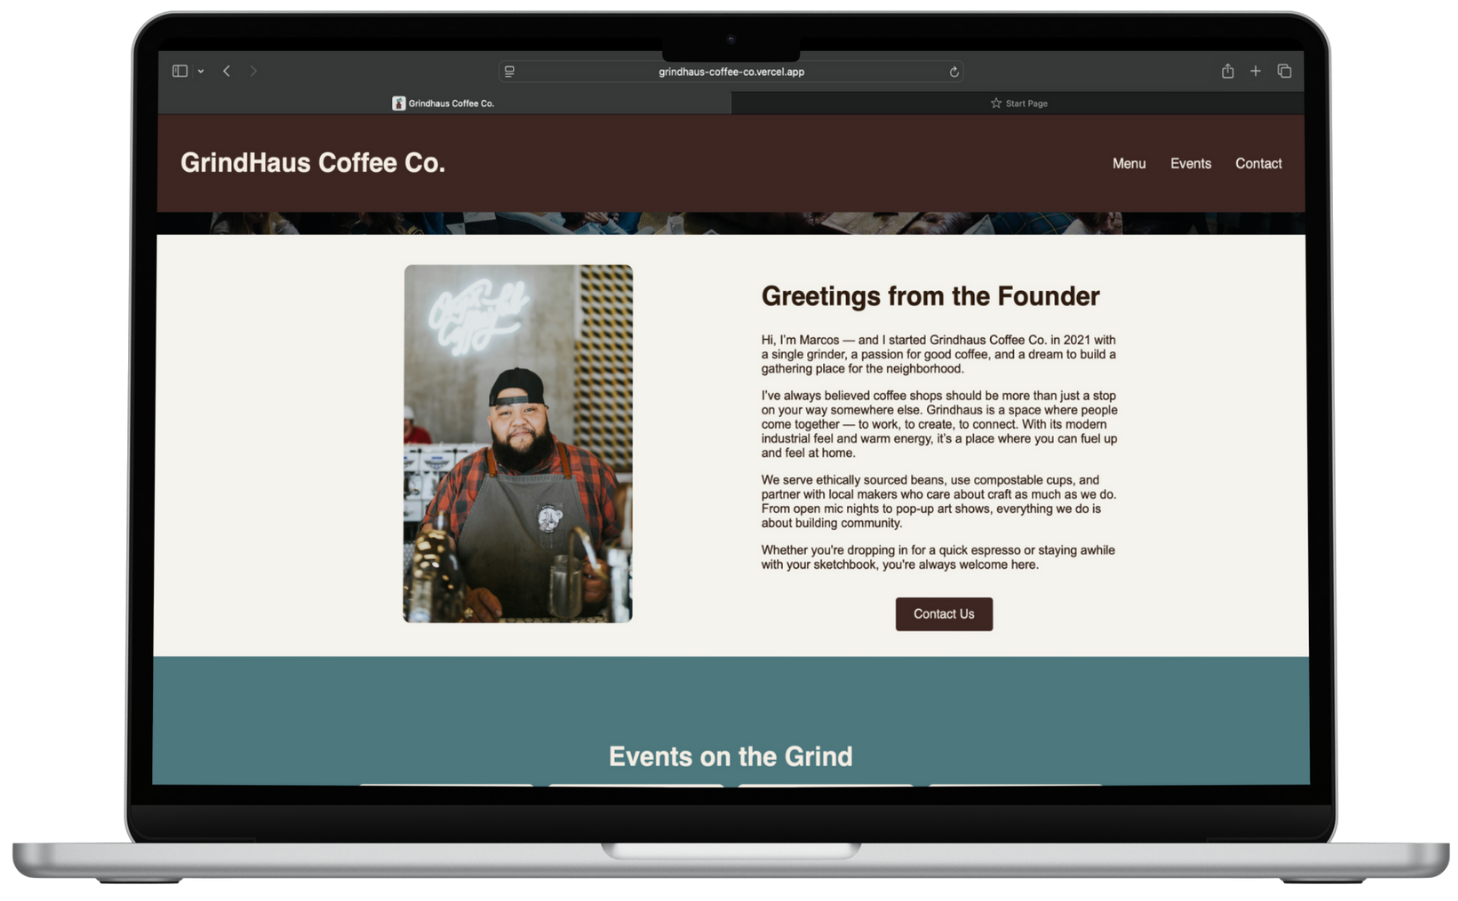 grindhaus-coffee-co.vercel.app
Grindhaus Coffee Co.
Start Page
GrindHaus Coffee Co.
Menu
Events
Contact
Greetings from the Founder
Hi, I'm Marcos — and I started Grindhaus Coffee Co. in 2021 with
a single grinder, a passion for good coffee, and a dream to build a
gathering place for the neighborhood.
I've always believed coffee shops should be more than just a stop
on your way somewhere else. Grindhaus is a space where people
come together — to work, to create, to connect. With its modern
industrial feel and warm energy, it's a place where you can fuel up
and feel at home.
We serve ethically sourced beans, use compostable cups, and
partner with local makers who care about craft as much as we do.
From open mic nights to pop-up art shows, everything we do is
about building community.
Whether you're dropping in for a quick espresso or staying awhile
with your sketchbook, you're always welcome here.
Contact Us
Events on the Grind